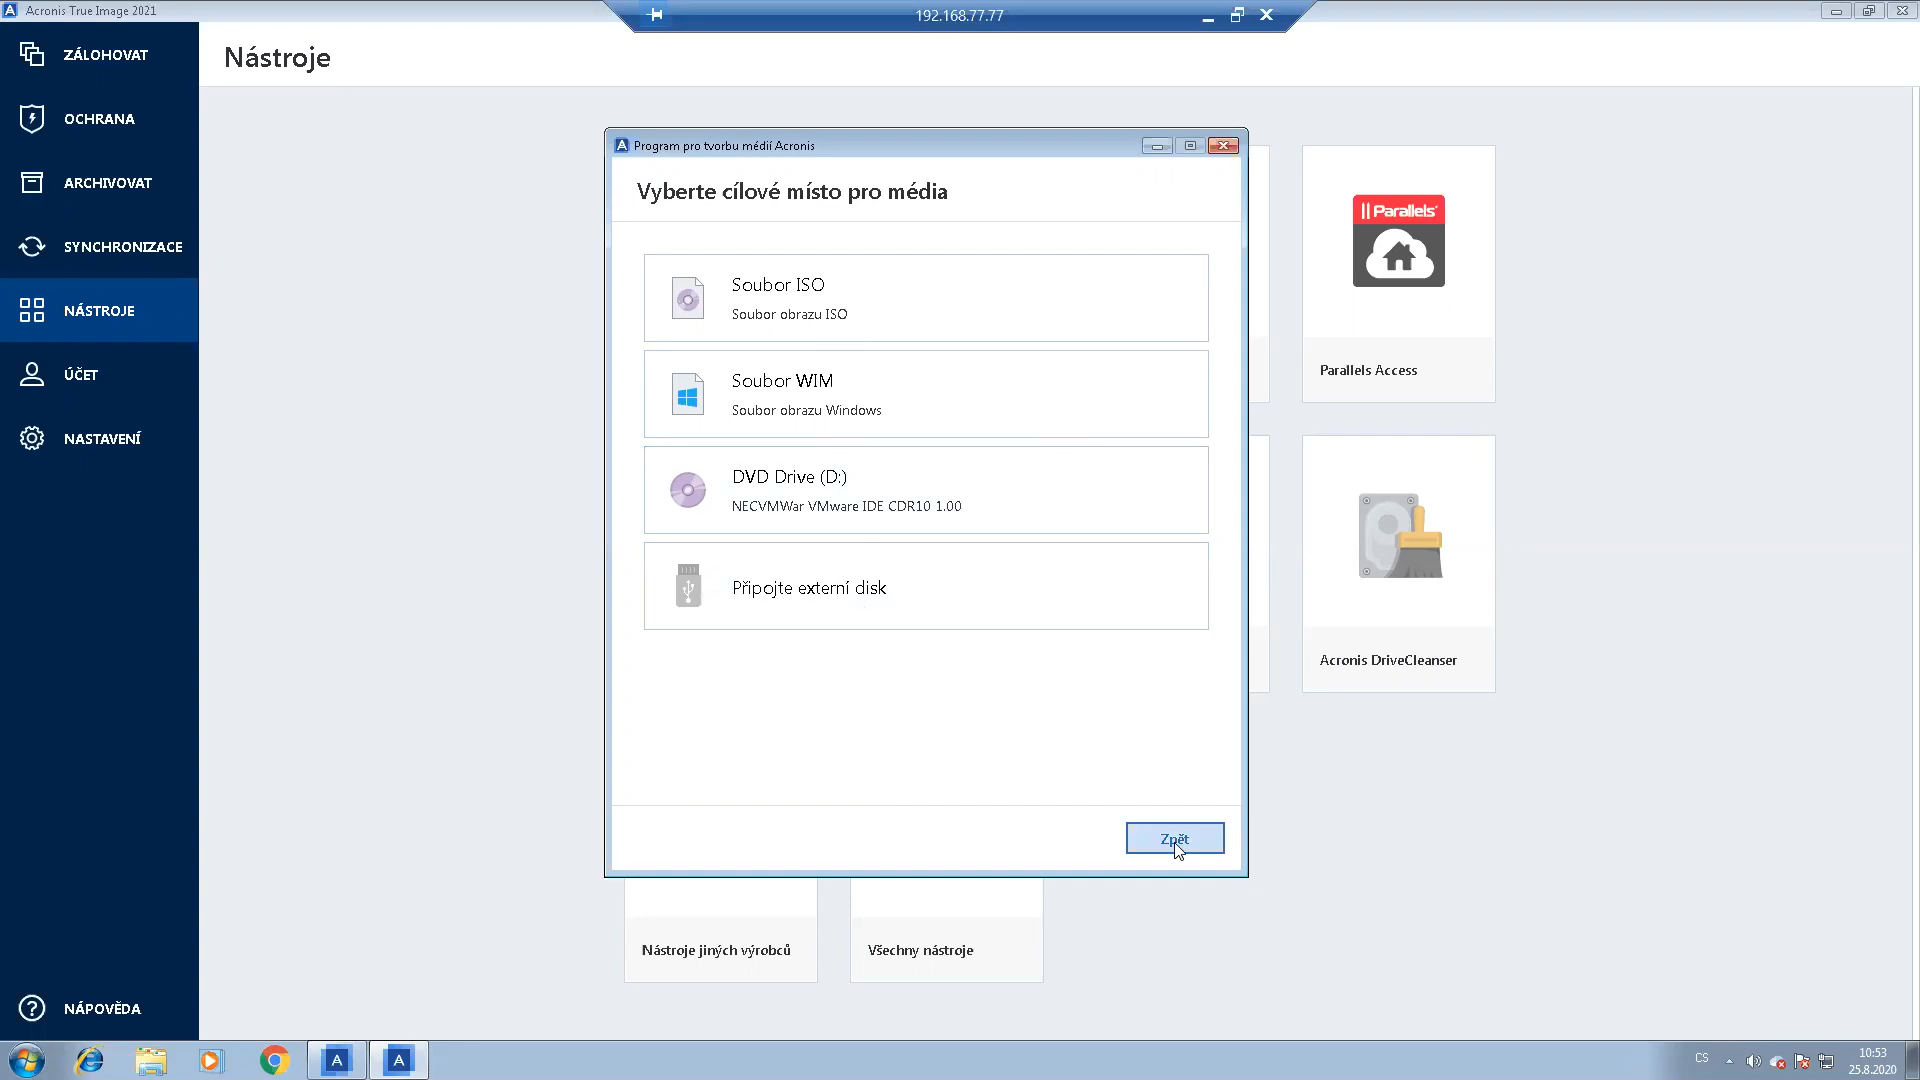 Acronis True Image 2021
192.168.77.77
ZÁLOHOVAT
OCHRANA
ARCHIVOVAT
SYNCHRONIZACE
NÁSTROJE
ÚČET
NASTAVENÍ
NÁPOVĚDA
Nástroje
Program pro tvorbu médií Acronis
Vyberte cílové místo pro média
Soubor ISO
Soubor obrazu ISO
Soubor WIM
Soubor obrazu Windows
DVD Drive (D:)
NECVMWar VMware IDE CDR10 1.00
Připojte externí disk
Zpět
Parallels
Parallels Access
Acronis DriveCleanser
Nástroje jiných výrobců
Všechny nástroje
CS
10:53
25.8.2020